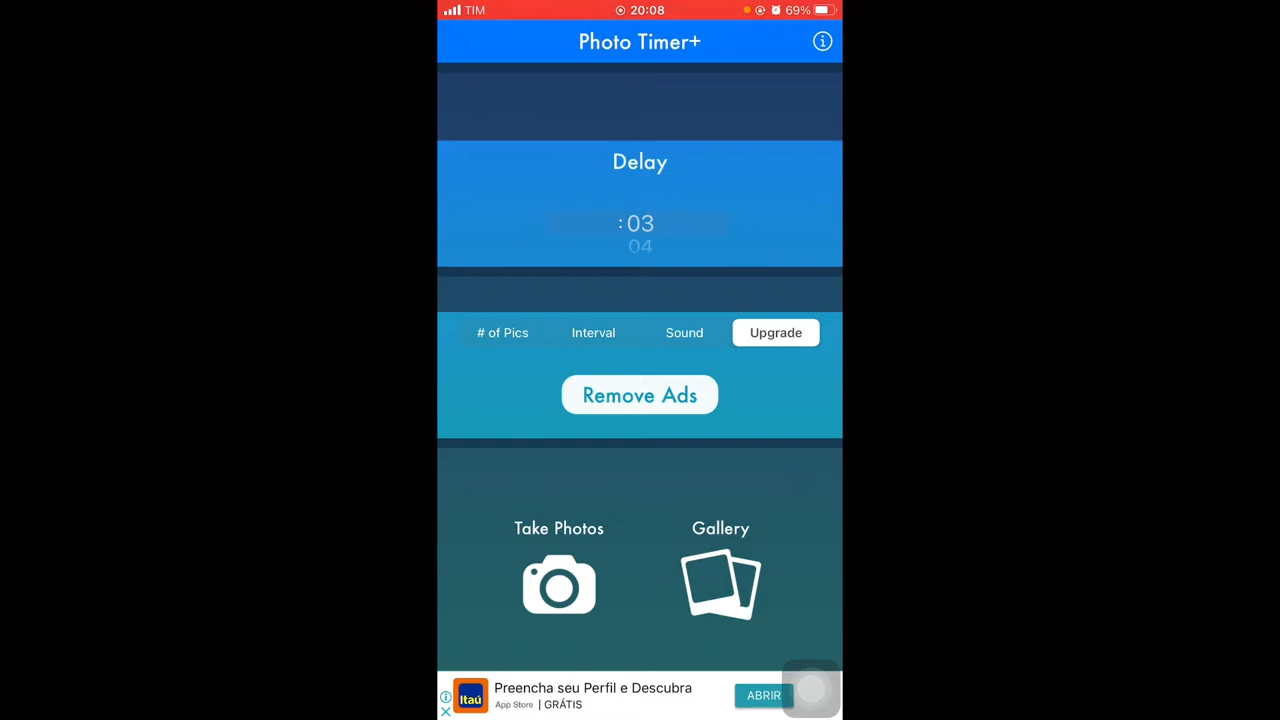 TIM 20:08 69%
Photo Timer+
Delay
:03
04
# of Pics Interval Sound Upgrade
Remove Ads
Take Photos Gallery
Itaú Preencha seu Perfil e Descubra ABRIR
App Store | GRÁTIS